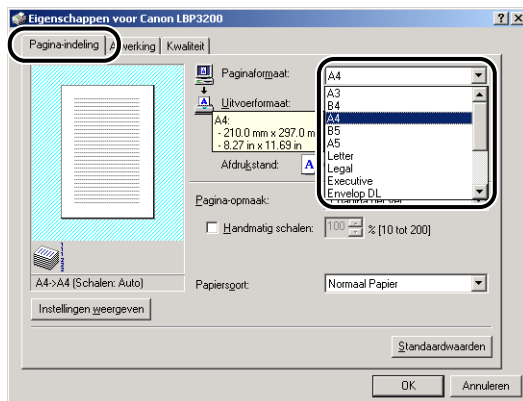 Eigenschappen voor Canon LBP3200
Pagina-indeling
Kwaliteit
Paginaformaat: A4
A3
B4
A4
B5
A5
Letter
Legal
Executive
Envelop DL
Uitvoerformaat:
A4:
- 210.0 mm x 297.0 m
- 8.27 in x 11.69 in
Afdrukstand: A
Pagina-opmaak:
Handmatig schalen: 100 % [10 tot 200]
A4->A4 (Schalen: Auto)
Papiersoort: Normaal Papier
Instellingen weergeven
Standaardwaarden
OK Annuleren